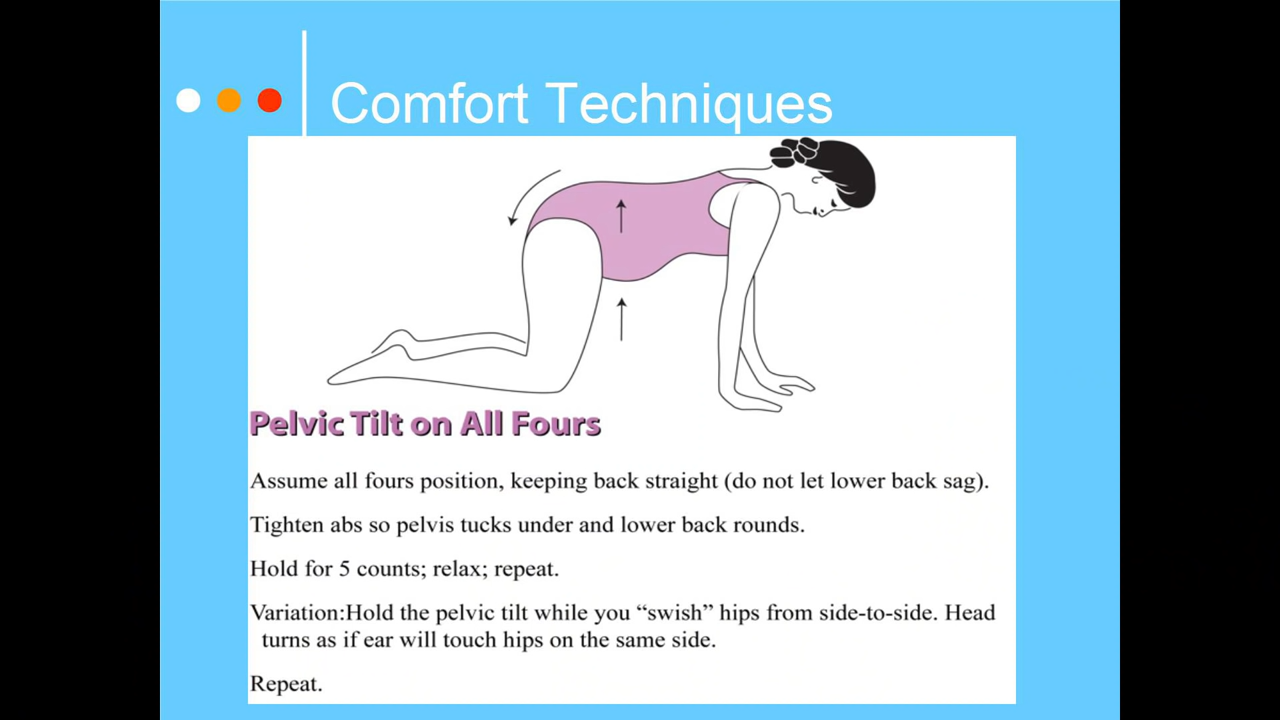 Comfort Techniques
Pelvic Tilt on All Fours
Assume all fours position, keeping back straight (do not let lower back sag).
Tighten abs so pelvis tucks under and lower back rounds.
Hold for 5 counts; relax; repeat.
Variation:Hold the pelvic tilt while you “swish” hips from side-to-side. Head
turns as if ear will touch hips on the same side.
Repeat.